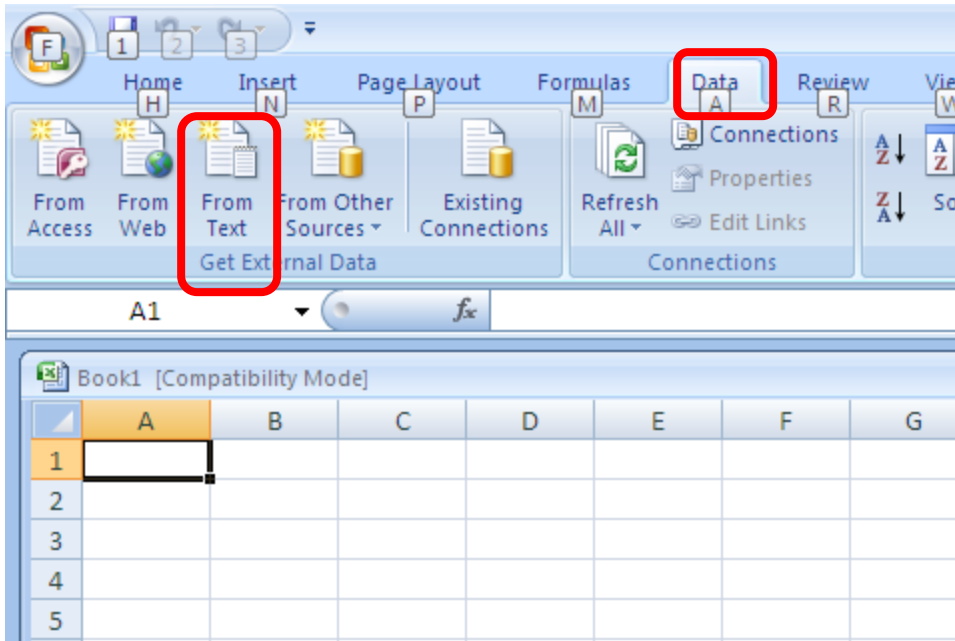 F 1 2 3
Home Insert Page Layout Formulas Data Review
H N P M A R W
Connections
Properties
Edit Links
From Access
From Web
From Text
From Other Sources
Existing Connections
Refresh All
A Z
Z A
A Z
Get External Data
Connections
A1 fx
Book1 [Compatibility Mode]
A B C D E F G
1
2
3
4
5